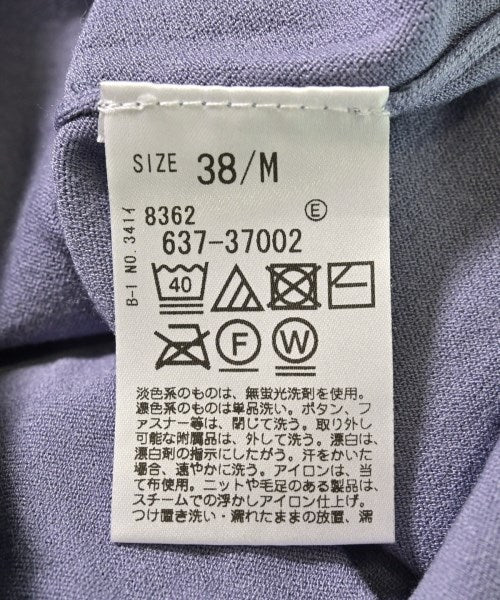 SIZE 38/M
8362 Ⓔ
637-37002
B-1 NO.3414
40
F W
淡色系のものは、無蛍光洗剤を使用。
濃色系のものは単品洗い。ボタン、フ
ァスナー等は、閉じて洗う。取り外し
可能な附属品は、外して洗う。漂白は、
漂白剤の指示にしたがう。汗をかいた
場合、速やかに洗う。アイロンは、当
て布使用。ニットや毛足のある製品は、
スチームでの浮かしアイロン仕上げ。
つけ置き洗い・濡れたままの放置、濡